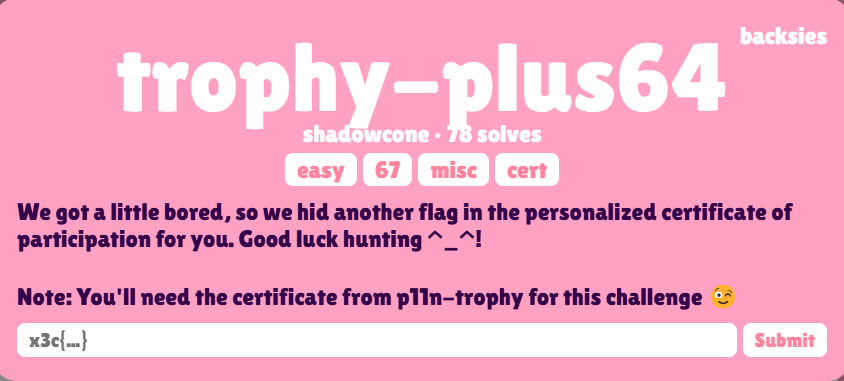 backsies
trophy-plus64
shadowcone · 78 solves
easy 67 misc cert
We got a little bored, so we hid another flag in the personalized certificate of
participation for you. Good luck hunting ^_^!
Note: You'll need the certificate from p11n-trophy for this challenge 😉
x3c{...} Submit